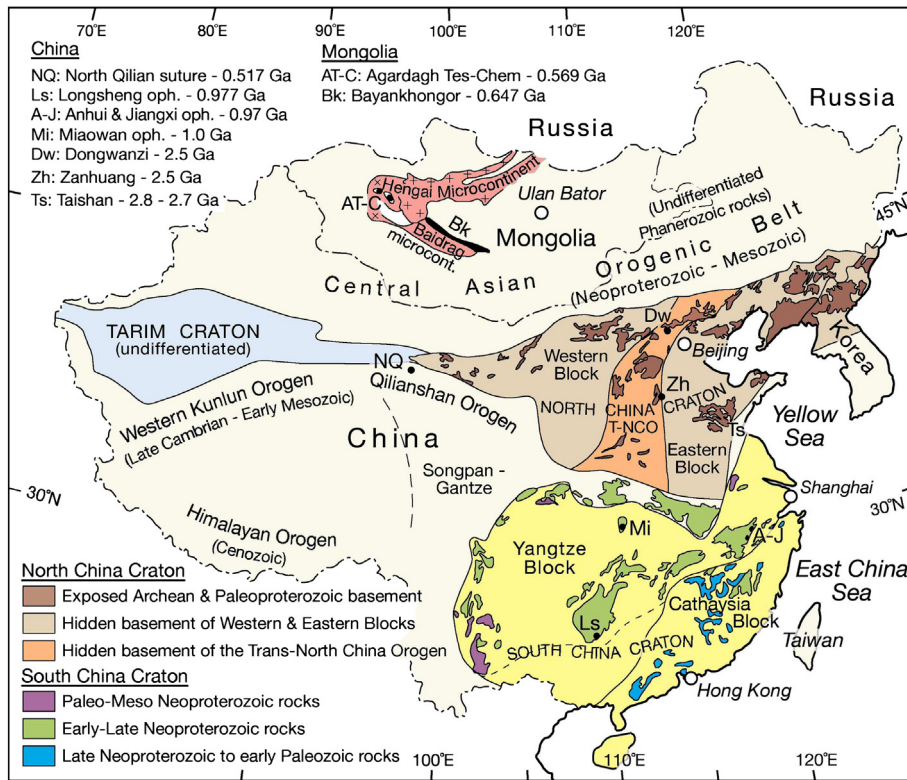 70°E 80°E 90°E 100°E 110°E 120°E
China
NQ: North Qilian suture - 0.517 Ga
Ls: Longsheng oph. - 0.977 Ga
A-J: Anhui & Jiangxi oph. - 0.97 Ga
Mi: Miaowan oph. - 1.0 Ga
Dw: Dongwanzi - 2.5 Ga
Zh: Zanhuang - 2.5 Ga
Ts: Taishan - 2.8 - 2.7 Ga
Mongolia
AT-C: Agardagh Tes-Chem - 0.569 Ga
Bk: Bayankhongor - 0.647 Ga
Russia
Russia
Hengai Microcontinent
AT-C
Ulan Bator
(Undifferentiated
Phanerozoic rocks)
45°N
Bk
Baidrag
microcont.
Mongolia
Central Asian Orogenic Belt
(Neoproterozoic - Mesozoic)
TARIM CRATON
(undifferentiated)
Dw
Beijing
Korea
Western
Block
NQ
Qilianshan Orogen
Zh
NORTH CHINA CRATON
T-NCO
Western Kunlun Orogen
(Late Cambrian - Early Mesozoic)
Ts
Yellow
Sea
China
Eastern
Block
Songpan -
Gantze
30°N
Shanghai
30°N
Himalayan Orogen
(Cenozoic)
Mi
A-J
Yangtze
Block
East China
Sea
Cathaysia
Block
Ls
SOUTH CHINA CRATON
Taiwan
Hong Kong
North China Craton
Exposed Archean & Paleoproterozoic basement
Hidden basement of Western & Eastern Blocks
Hidden basement of the Trans-North China Orogen
South China Craton
Paleo-Meso Neoproterozoic rocks
Early-Late Neoproterozoic rocks
Late Neoproterozoic to early Paleozoic rocks
100°E 110°E 120°E